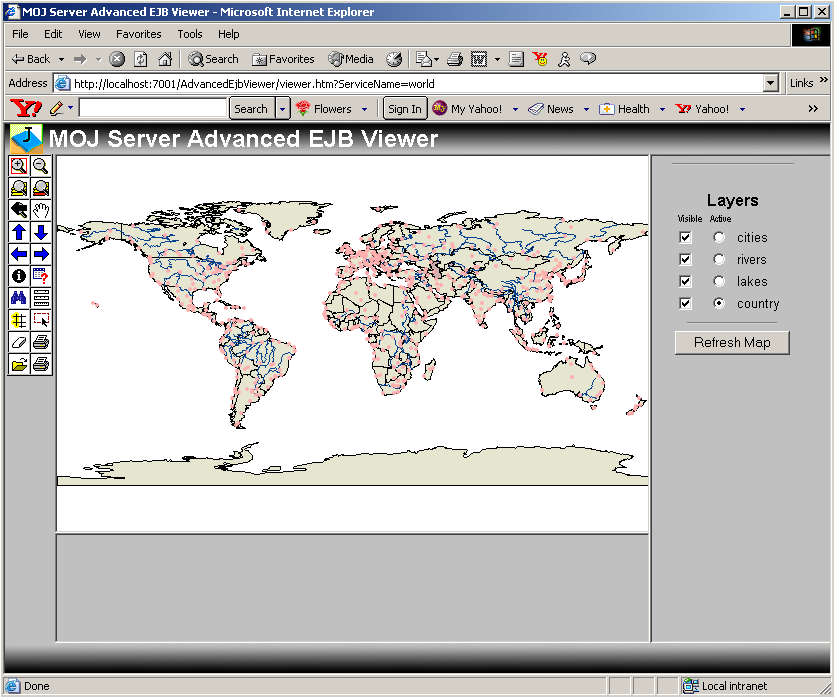 MOJ Server Advanced EJB Viewer - Microsoft Internet Explorer
File Edit View Favorites Tools Help
Back Search Favorites Media
Address http://localhost:7001/AdvancedEjbViewer/viewer.htm?ServiceName=world Links »
Y! Search Flowers Sign In My Yahoo! News Health Y! Yahoo! »
J MOJ Server Advanced EJB Viewer
Layers
Visible Active
cities
rivers
lakes
country
Refresh Map
Done Local intranet